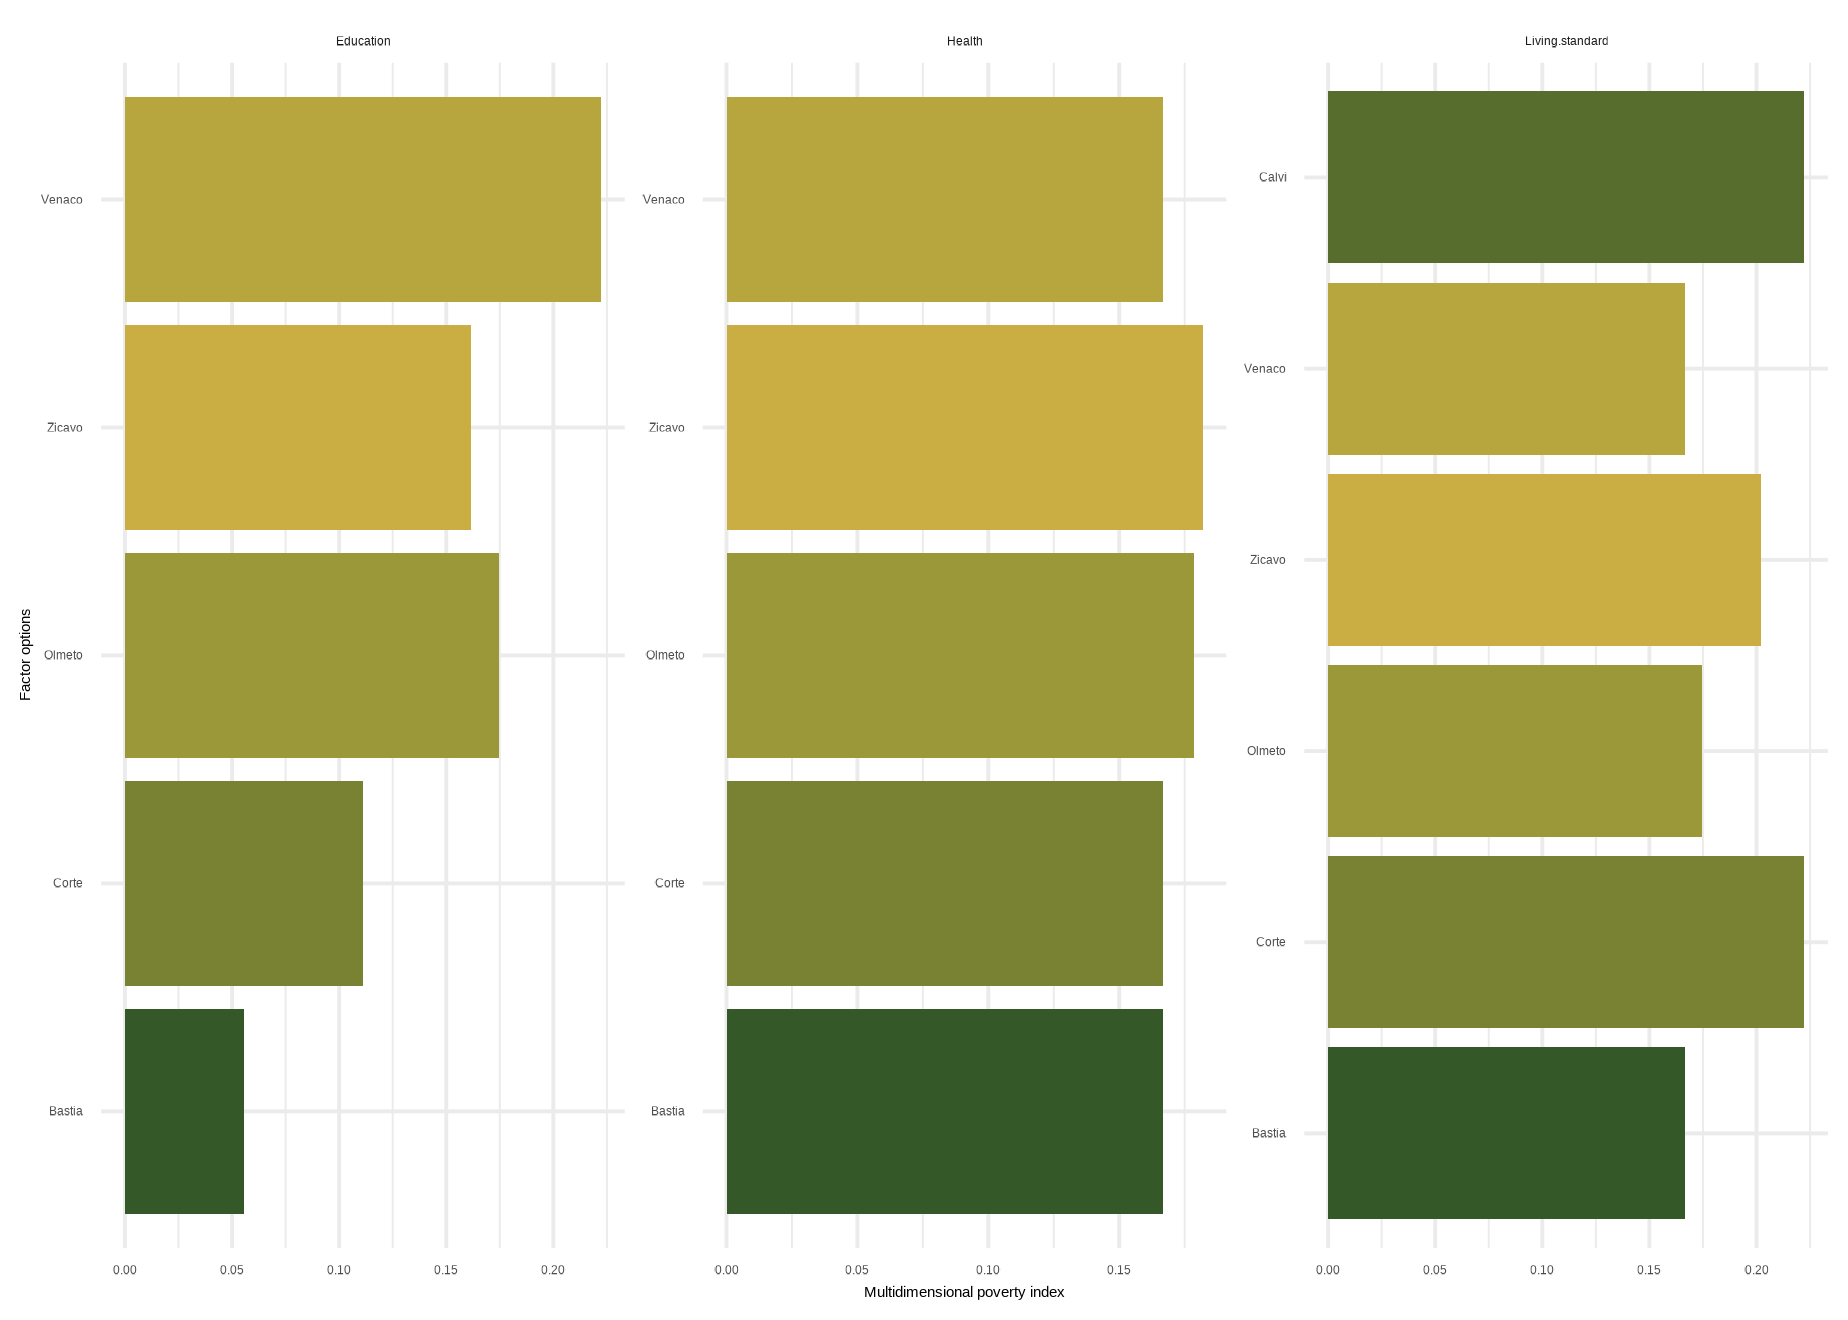 Education
Health
Living.standard
Factor options
Venaco
Zicavo
Olmeto
Corte
Bastia
Venaco
Zicavo
Olmeto
Corte
Bastia
Calvi
Venaco
Zicavo
Olmeto
Corte
Bastia
0.00 0.05 0.10 0.15 0.20
0.00 0.05 0.10 0.15
0.00 0.05 0.10 0.15 0.20
Multidimensional poverty index